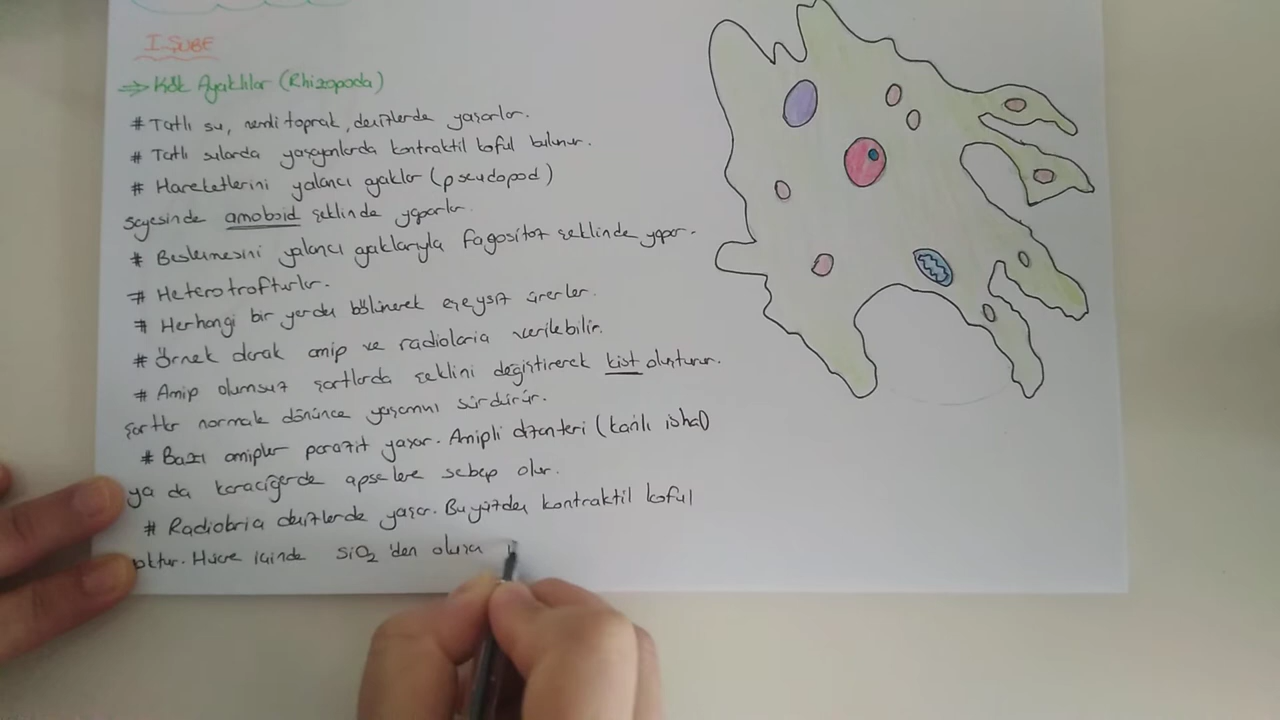 I. ŞUBE
⇒ Kök Ayaklılar (Rhizopoda)
# Tatlı su, nemli toprak, denizlerde yaşarlar.
# Tatlı sularda yaşayanlarda kontraktil koful bulunur.
# Hareketlerini yalancı ayaklar (pseudopod)
sayesinde amoboid şeklinde yaparlar.
# Beslenmesini yalancı ayaklarıyla fagositoz şeklinde yapar.
# Heterotrofturlar.
# Herhangi bir yerden bölünerek eşeysiz ürerler.
# Örnek olarak amip ve radiolaria verilebilir.
# Amip olumsuz şartlarda şeklini değiştirerek kist oluşturur.
şartlar normale dönünce yaşamını sürdürür.
# Bazı amipler parazit yaşar. Amipli dizanteri (kanlı ishal)
ya da karaciğerde apselere sebep olur.
# Radiolaria denizlerde yaşar. Bu yüzden kontraktil koful
oktur. Hücre içinde SiO2 'den oluşan